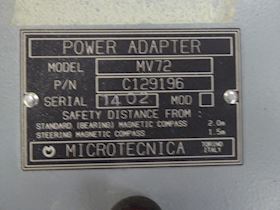 POWER ADAPTER
MODEL MV72
P/N C129196
SERIAL 1402 MOD
SAFETY DISTANCE FROM:
STANDARD (BEARING) MAGNETIC COMPASS 2.0m
STEERING MAGNETIC COMPASS 1.5m
MICROTECNICA TORINO ITALY